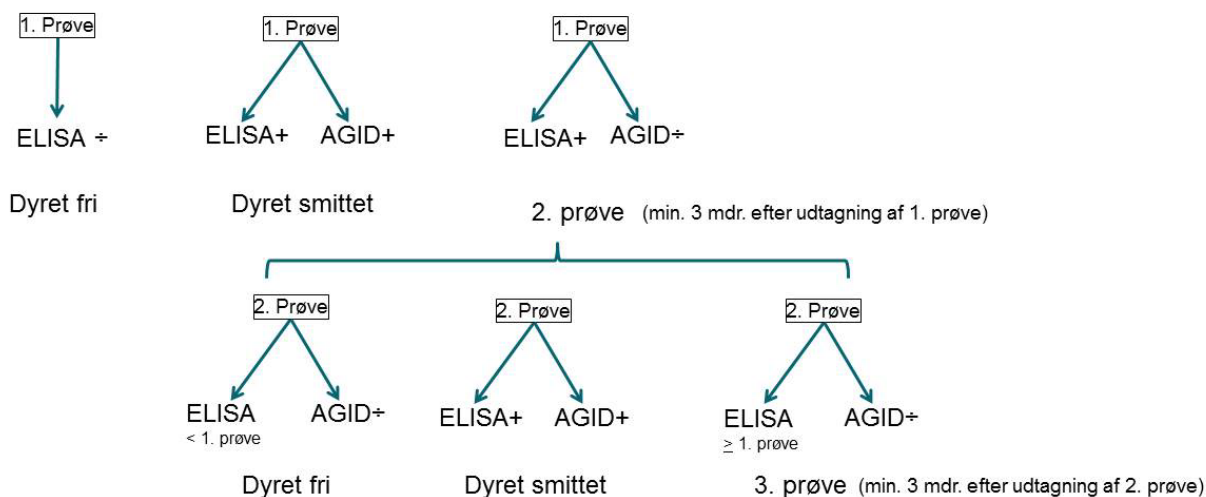 1. Prøve
1. Prøve
1. Prøve
ELISA ÷
ELISA+ AGID+
ELISA+ AGID÷
Dyret fri
Dyret smittet
2. prøve (min. 3 mdr. efter udtagning af 1. prøve)
2. Prøve
2. Prøve
2. Prøve
ELISA AGID÷
< 1. prøve
ELISA+ AGID+
ELISA AGID÷
≥ 1. prøve
Dyret fri
Dyret smittet
3. prøve (min. 3 mdr. efter udtagning af 2. prøve)